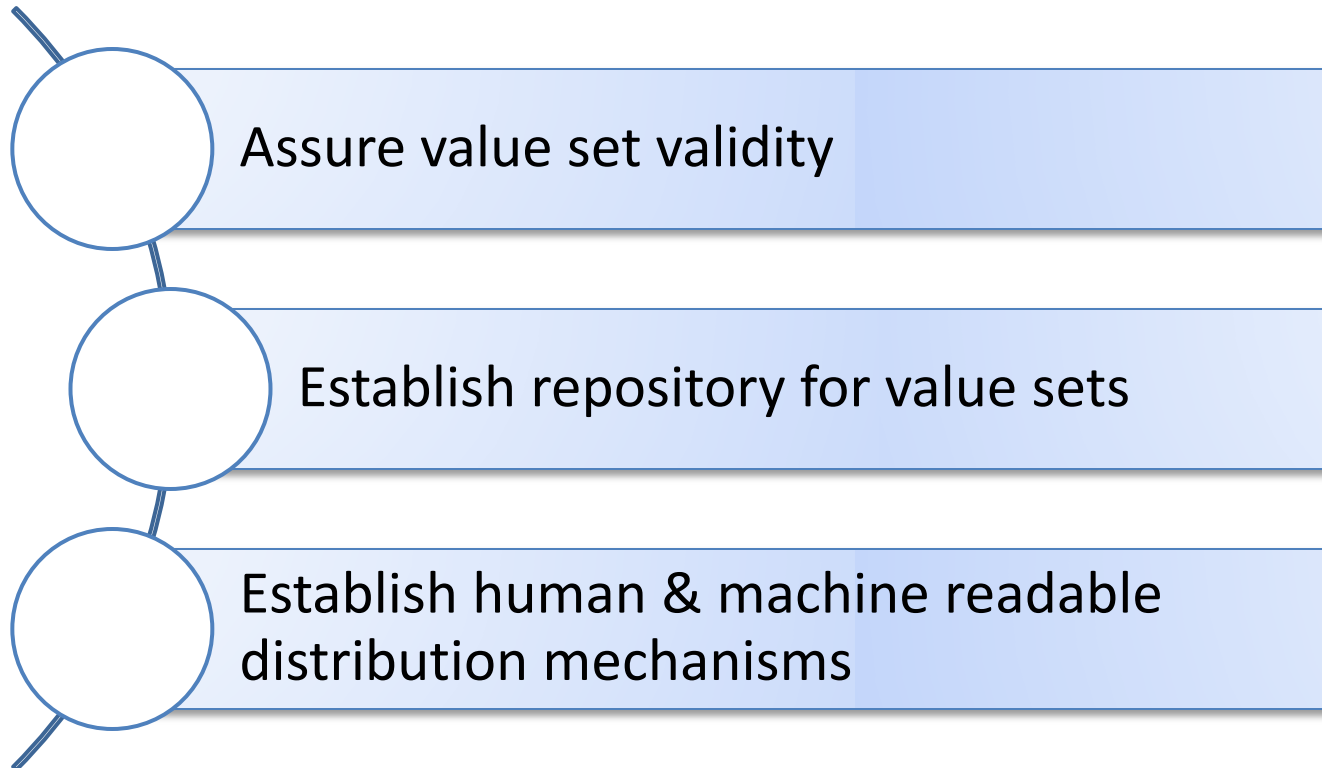 Assure value set validity
Establish repository for value sets
Establish human & machine readable
distribution mechanisms